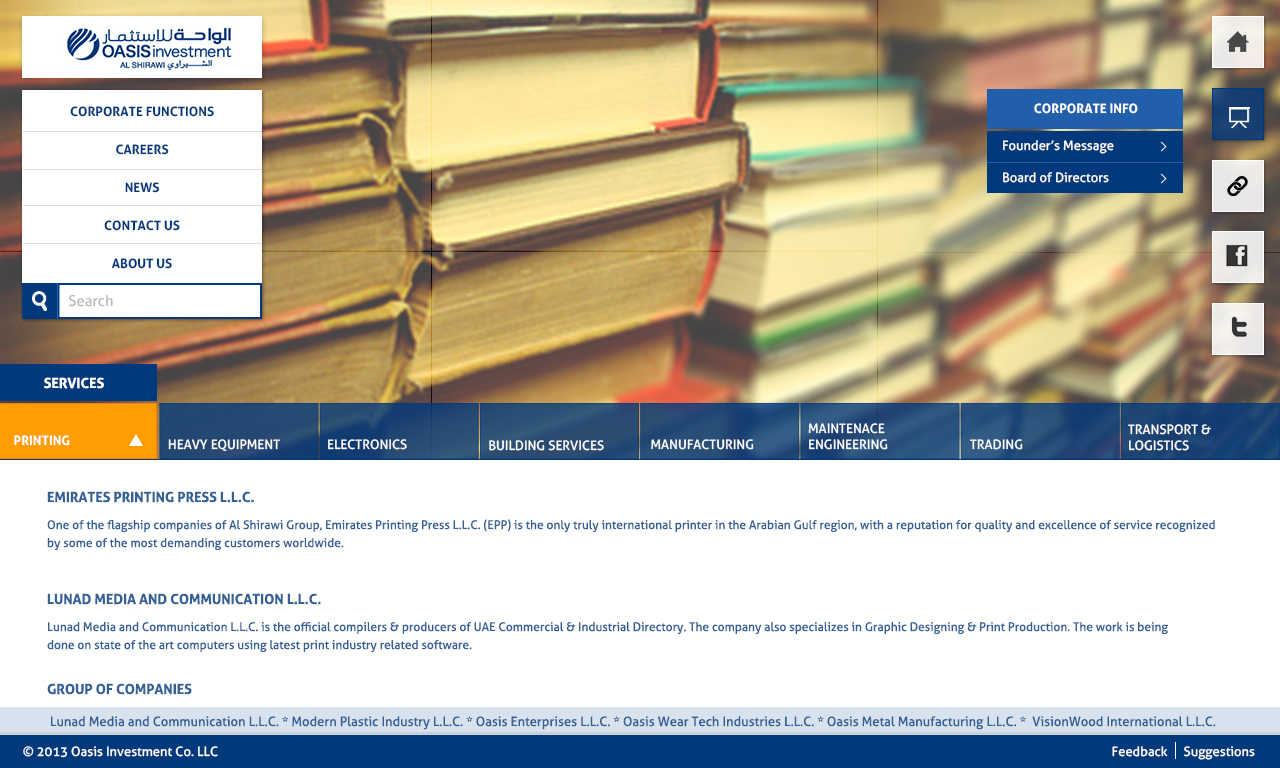 الواحة للاستثمار
OASIS investment
AL SHIRAWI الشيراوي
CORPORATE FUNCTIONS
CAREERS
NEWS
CONTACT US
ABOUT US
Search
CORPORATE INFO
Founder's Message
Board of Directors
SERVICES
PRINTING
HEAVY EQUIPMENT
ELECTRONICS
BUILDING SERVICES
MANUFACTURING
MAINTENACE
ENGINEERING
TRADING
TRANSPORT &
LOGISTICS
EMIRATES PRINTING PRESS L.L.C.
One of the flagship companies of Al Shirawi Group, Emirates Printing Press L.L.C. (EPP) is the only truly international printer in the Arabian Gulf region, with a reputation for quality and excellence of service recognized
by some of the most demanding customers worldwide.
LUNAD MEDIA AND COMMUNICATION L.L.C.
Lunad Media and Communication L.L.C. is the official compilers & producers of UAE Commercial & Industrial Directory. The company also specializes in Graphic Designing & Print Production. The work is being
done on state of the art computers using latest print industry related software.
GROUP OF COMPANIES
Lunad Media and Communication L.L.C. * Modern Plastic Industry L.L.C. * Oasis Enterprises L.L.C. * Oasis Wear Tech Industries L.L.C. * Oasis Metal Manufacturing L.L.C. * VisionWood International L.L.C.
© 2013 Oasis Investment Co. LLC
Feedback | Suggestions